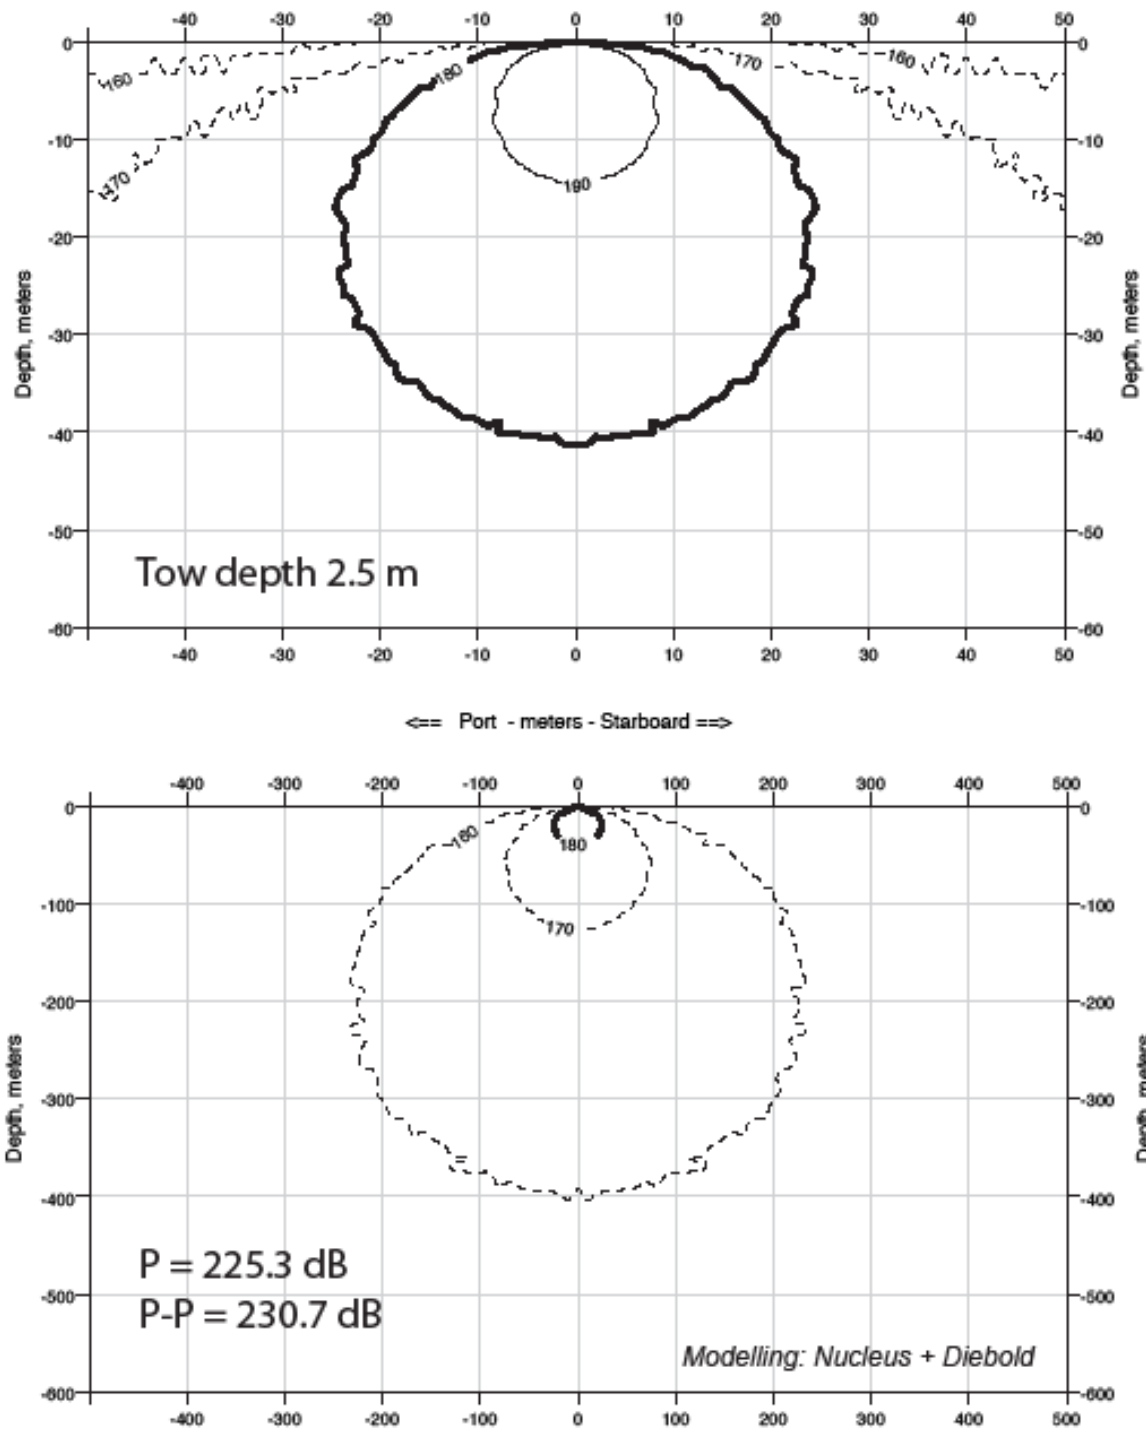 -40 -30 -20 -10 0 10 20 30 40 50
0 0
160 180 170 160
-10 -10
170 190
-20 -20
Depth, meters Depth, meters
-30 -30
-40 -40
-50 -50
Tow depth 2.5 m
-60 -60
-40 -30 -20 -10 0 10 20 30 40 50
<== Port - meters - Starboard ==>
-400 -300 -200 -100 0 100 200 300 400 500
0 0
160 180
-100 -100
170
-200 -200
Depth, meters Depth, meters
-300 -300
-400 -400
P = 225.3 dB
-500 -500
P-P = 230.7 dB
Modelling: Nucleus + Diebold
-600 -600
-400 -300 -200 -100 0 100 200 300 400 500